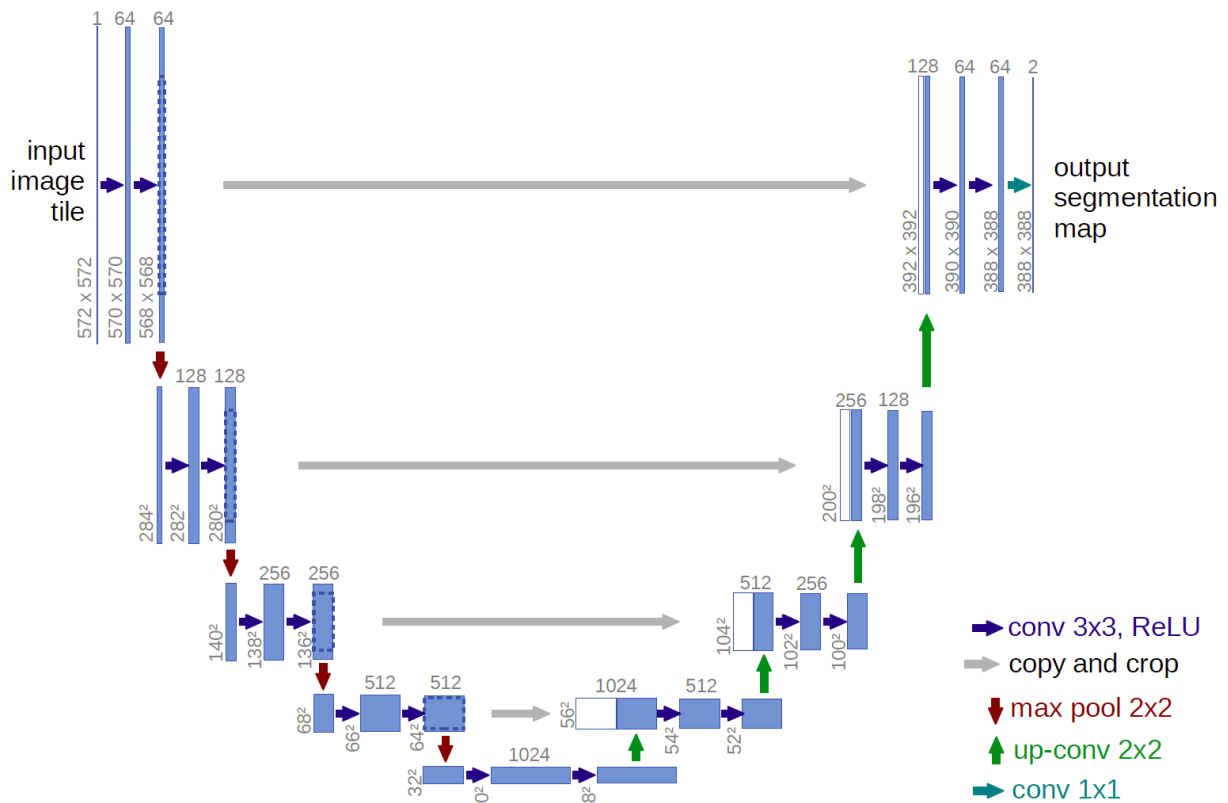 1 64 64
input
image
tile
572 x 572
570 x 570
568 x 568
128 64 64 2
output
segmentation
map
392 x 392
390 x 390
388 x 388
388 x 388
128 128
284²
282²
280²
256 128
200²
198²
196²
256 256
140²
138²
136²
512 256
104²
102²
100²
512 512
68²
66²
64²
1024 512
56²
54²
52²
1024
32²
0²
8²
conv 3x3, ReLU
copy and crop
max pool 2x2
up-conv 2x2
conv 1x1